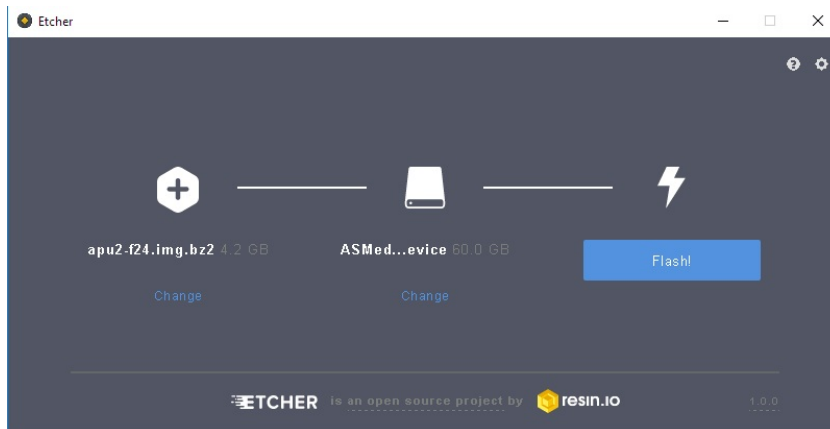 Etcher
apu2-f24.img.bz2 4.2 GB
ASMed...evice 60.0 GB
Flash!
Change
Change
ETCHER is an open source project by resin.io
1.0.0